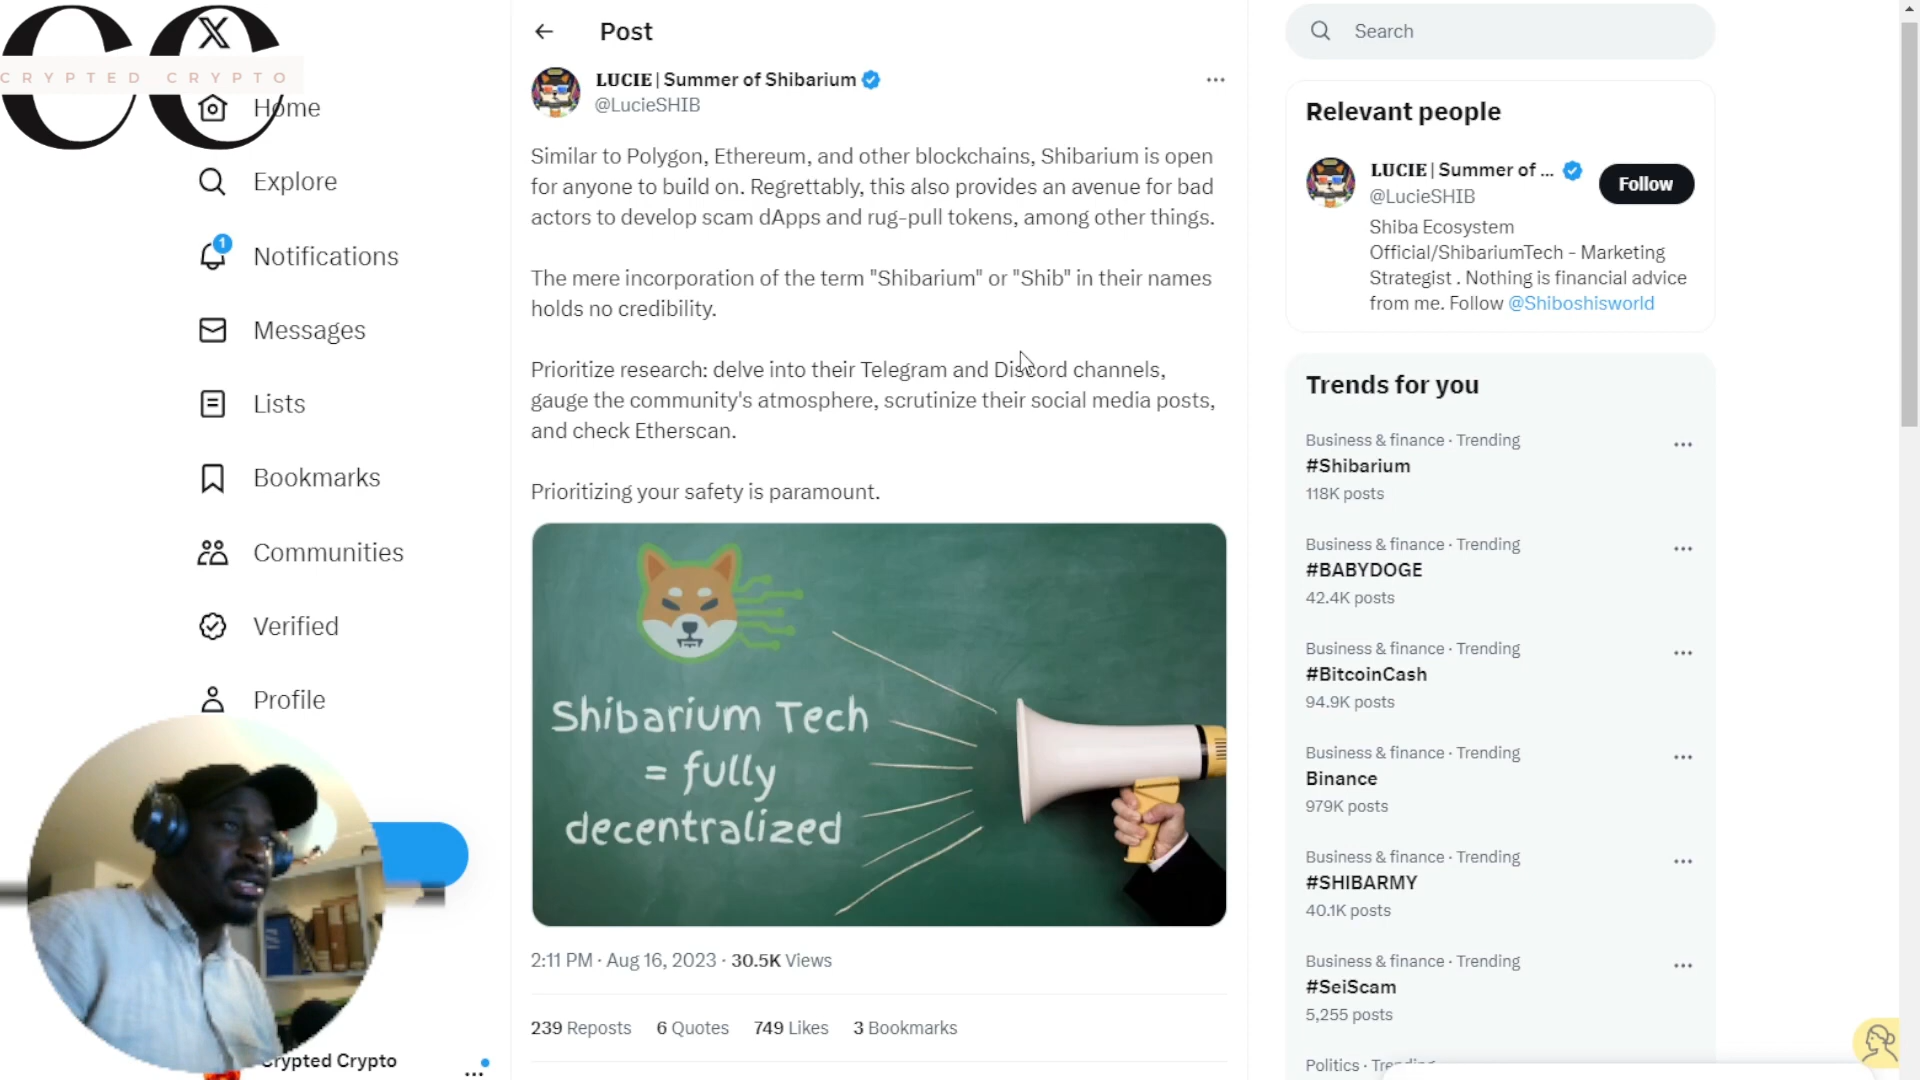 CRYPTED CRYPTO
Home
Explore
1
Notifications
Messages
Lists
Bookmarks
Communities
Verified
Profile
Crypted Crypto
Post
LUCIE | Summer of Shibarium
@LucieSHIB
Similar to Polygon, Ethereum, and other blockchains, Shibarium is open
for anyone to build on. Regrettably, this also provides an avenue for bad
actors to develop scam dApps and rug-pull tokens, among other things.
The mere incorporation of the term "Shibarium" or "Shib" in their names
holds no credibility.
Prioritize research: delve into their Telegram and Discord channels,
gauge the community's atmosphere, scrutinize their social media posts,
and check Etherscan.
Prioritizing your safety is paramount.
Shibarium Tech
= fully
decentralized
2:11 PM · Aug 16, 2023 · 30.5K Views
239 Reposts 6 Quotes 749 Likes 3 Bookmarks
Search
Relevant people
LUCIE | Summer of ...
@LucieSHIB
Follow
Shiba Ecosystem
Official/ShibariumTech - Marketing
Strategist . Nothing is financial advice
from me. Follow @Shiboshisworld
Trends for you
Business & finance · Trending
#Shibarium
118K posts
Business & finance · Trending
#BABYDOGE
42.4K posts
Business & finance · Trending
#BitcoinCash
94.9K posts
Business & finance · Trending
Binance
979K posts
Business & finance · Trending
#SHIBARMY
40.1K posts
Business & finance · Trending
#SeiScam
5,255 posts
Politics · Trending